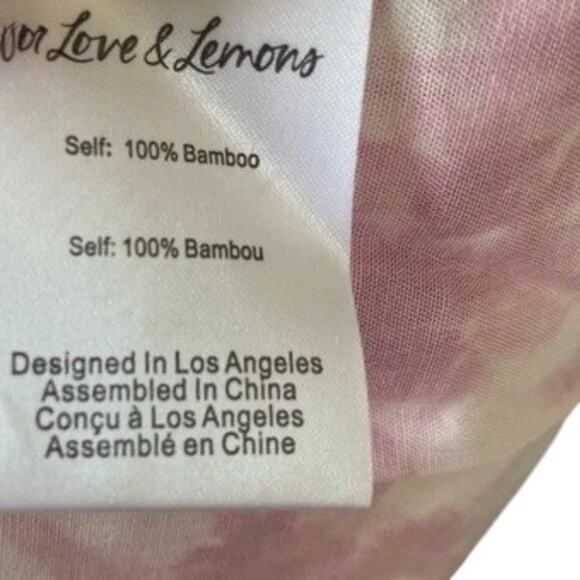 Love & Lemons
Self: 100% Bamboo
Self: 100% Bambou
Designed In Los Angeles
Assembled In China
Conçu à Los Angeles
Assemblé en Chine